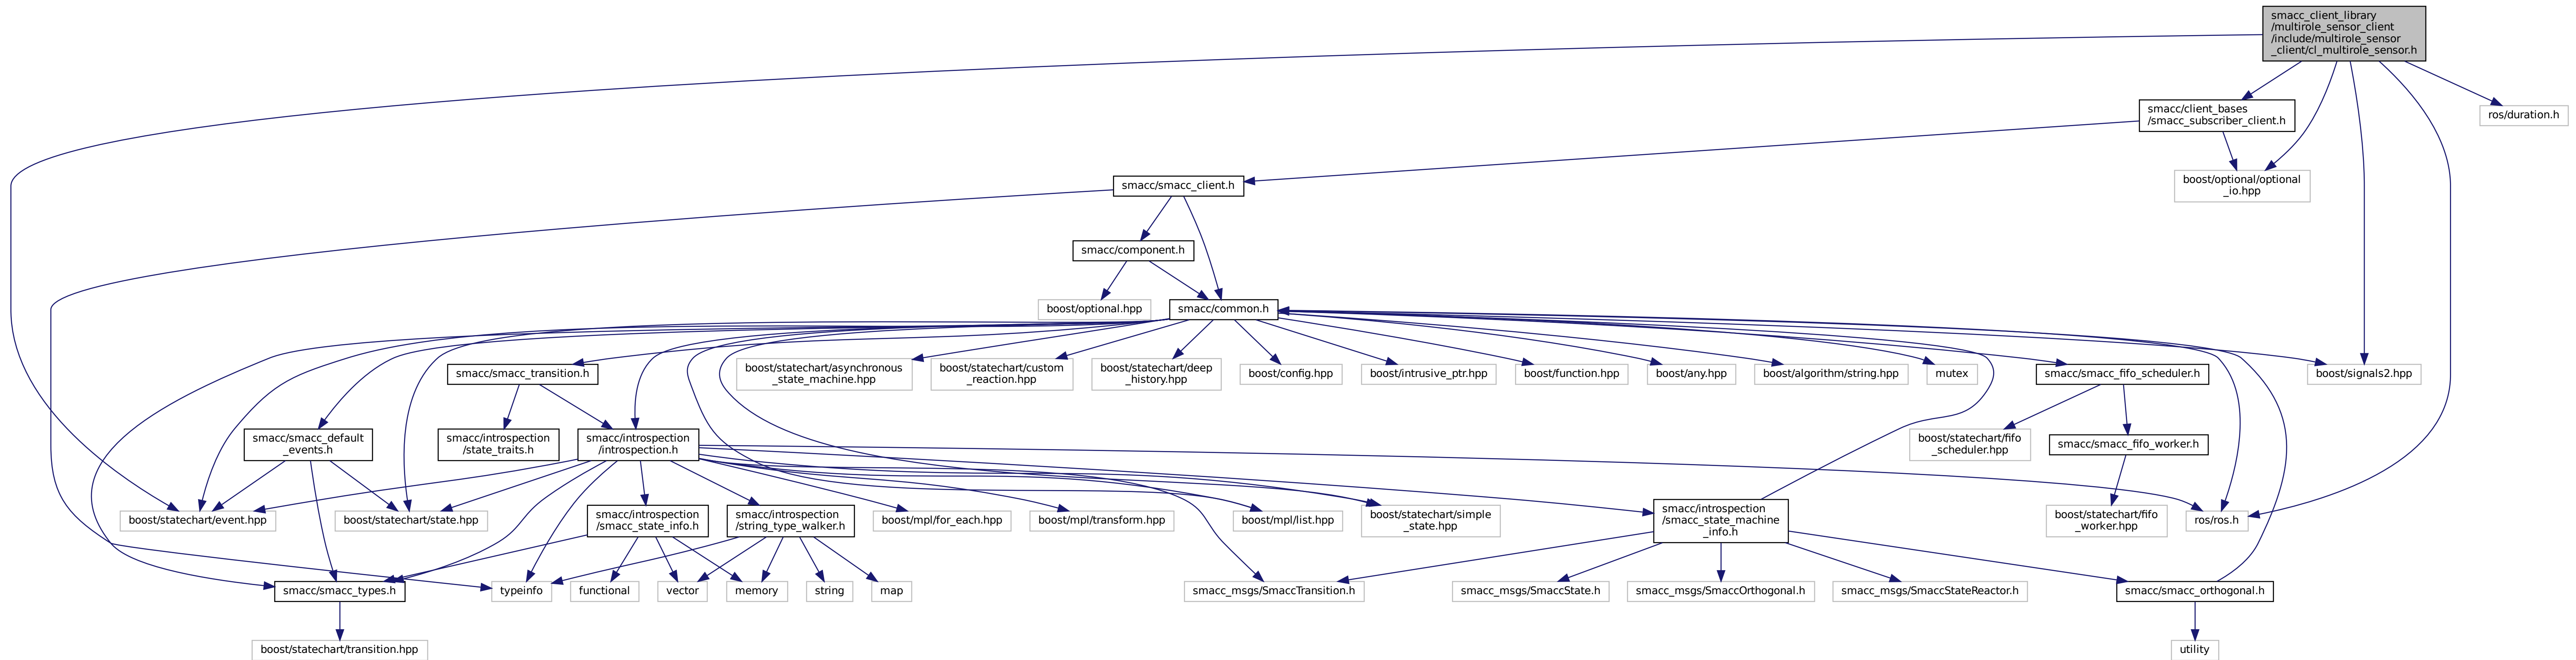 smacc_client_library
/multirole_sensor_client
/include/multirole_sensor
_client/cl_multirole_sensor.h
smacc/client_bases
/smacc_subscriber_client.h
ros/duration.h
smacc/smacc_client.h
boost/optional/optional
_io.hpp
smacc/component.h
boost/optional.hpp
smacc/common.h
smacc/smacc_transition.h
boost/statechart/asynchronous
_state_machine.hpp
boost/statechart/custom
_reaction.hpp
boost/statechart/deep
_history.hpp
boost/config.hpp
boost/intrusive_ptr.hpp
boost/function.hpp
boost/any.hpp
boost/algorithm/string.hpp
mutex
smacc/smacc_fifo_scheduler.h
boost/signals2.hpp
smacc/smacc_default
_events.h
smacc/introspection
/state_traits.h
smacc/introspection
/introspection.h
boost/statechart/fifo
_scheduler.hpp
smacc/smacc_fifo_worker.h
boost/statechart/event.hpp
boost/statechart/state.hpp
smacc/introspection
/smacc_state_info.h
smacc/introspection
/string_type_walker.h
boost/mpl/for_each.hpp
boost/mpl/transform.hpp
boost/mpl/list.hpp
boost/statechart/simple
_state.hpp
smacc/introspection
/smacc_state_machine
_info.h
boost/statechart/fifo
_worker.hpp
ros/ros.h
smacc/smacc_types.h
typeinfo
functional
vector
memory
string
map
smacc_msgs/SmaccTransition.h
smacc_msgs/SmaccState.h
smacc_msgs/SmaccOrthogonal.h
smacc_msgs/SmaccStateReactor.h
smacc/smacc_orthogonal.h
boost/statechart/transition.hpp
utility